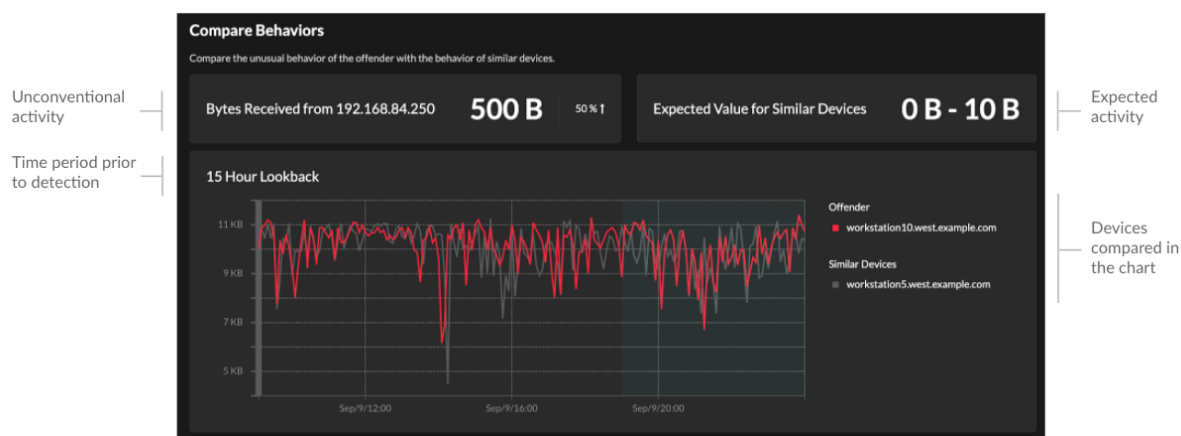 Compare Behaviors
Compare the unusual behavior of the offender with the behavior of similar devices.
Unconventional
activity
Bytes Received from 192.168.84.250
500 B
50 % ↑
Expected Value for Similar Devices
0 B - 10 B
Expected
activity
Time period prior
to detection
15 Hour Lookback
11 KB
9 KB
7 KB
5 KB
Sep/9/12:00
Sep/9/16:00
Sep/9/20:00
Offender
workstation10.west.example.com
Similar Devices
workstation5.west.example.com
Devices
compared in
the chart